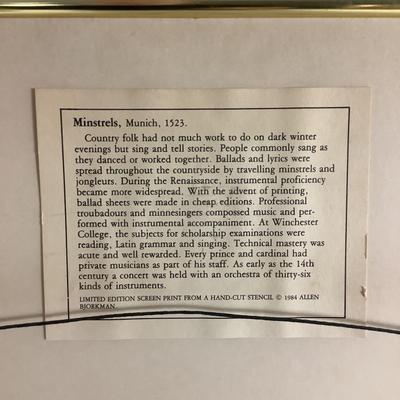 Minstrels, Munich, 1523.
Country folk had not much work to do on dark winter
evenings but sing and tell stories. People commonly sang as
they danced or worked together. Ballads and lyrics were
spread throughout the countryside by travelling minstrels and
jongleurs. During the Renaissance, instrumental proficiency
became more widespread. With the advent of printing,
ballad sheets were made in cheap editions. Professional
troubadours and minnesingers compossed music and per-
formed with instrumental accompaniment. At Winchester
College, the subjects for scholarship examinations were
reading, Latin grammar and singing. Technical mastery was
acute and well rewarded. Every prince and cardinal had
private musicians as part of his staff. As early as the 14th
century a concert was held with an orchestra of thirty-six
kinds of instruments.
LIMITED EDITION SCREEN PRINT FROM A HAND-CUT STENCIL © 1984 ALLEN
BJORKMAN.